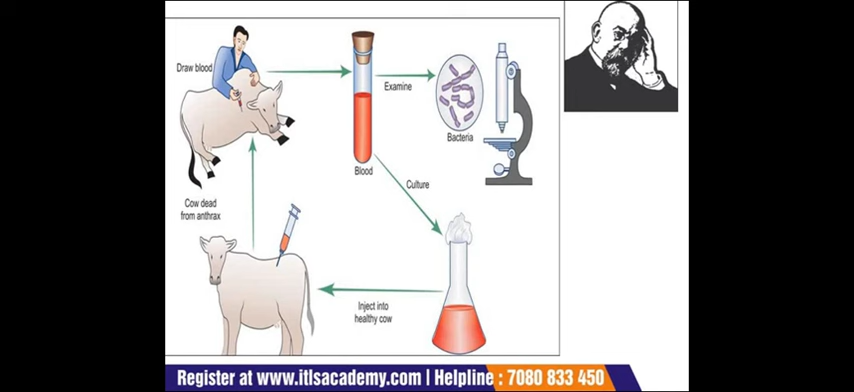 Draw blood
Examine
Bacteria
Blood
Culture
Cow dead
from anthrax
Inject into
healthy cow
Register at www.itlsacademy.com | Helpline : 7080 833 450